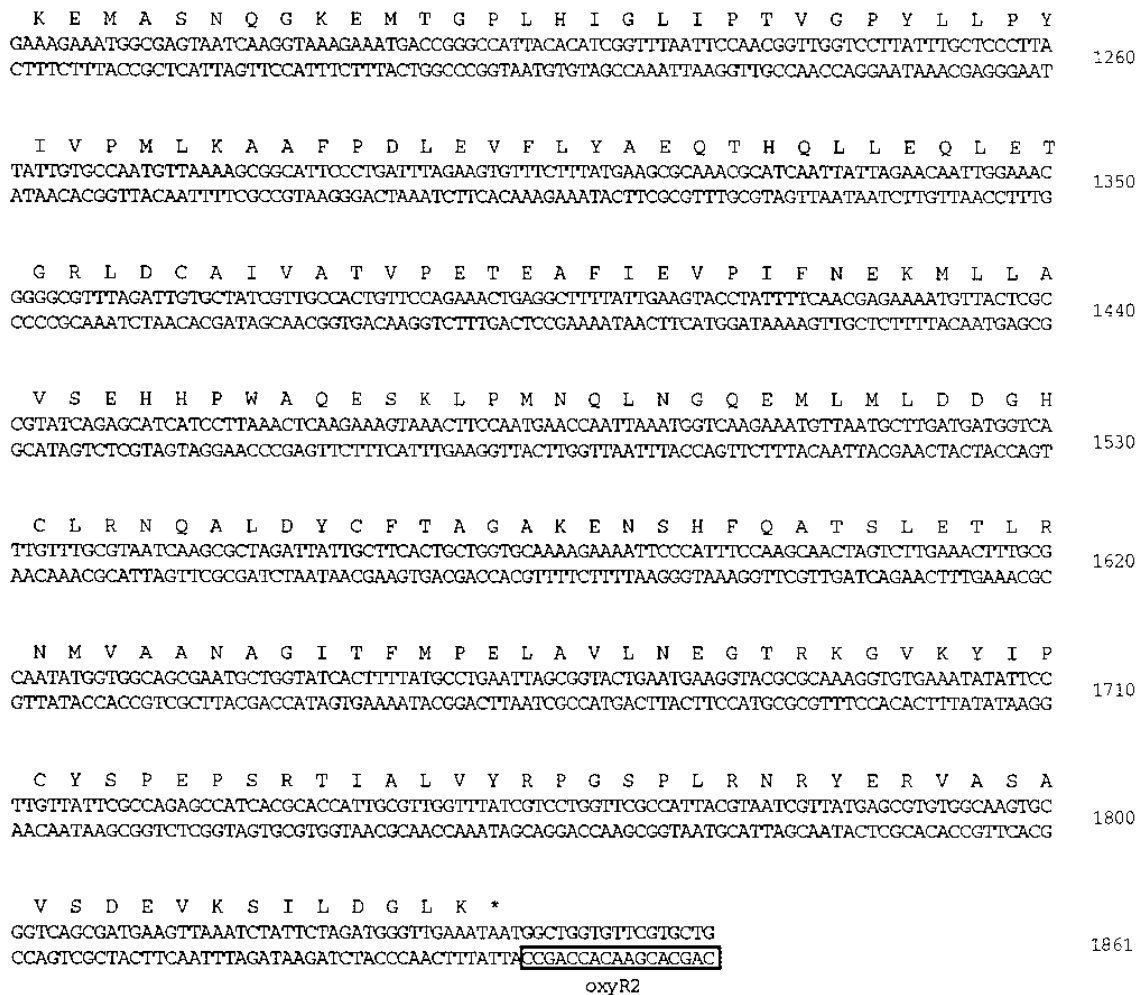 K E M A S N Q G K E M T G P L H I G L I P T V G P Y L L P Y
GAAAGAAATGGCGAGTAATCAAGGTAAAGAAATGACCGGGCCATTACACATCGGTTTAATTCCAACGGTTGGTCCTTATTTGCTCCCTTA
CTTTCTTTACCGCTCATTAGTTCCATTTCTTTACTGGCCCGGTAATGTGTAGCCAAATTAAGGTTGCCAACCAGGAATAAACGAGGGAAT
1260
I V P M L K A A F P D L E V F L Y A E Q T H Q L L E Q L E T
TATTGTGCCAATGTTAAAAGCGGCATTCCCTGATTTAGAAGTGTTTCTTTATGAAGCGCAAACGCATCAATTATTAGAACAATTGGAAAC
ATAACACGGTTACAATTTTCGCCGTAAGGGACTAAATCTTCACAAAGAAATACTTCGCGTTTGCGTAGTTAATAATCTTGTTAACCTTTG
1350
G R L D C A I V A T V P E T E A F I E V P I F N E K M L L A
GGGGCGTTTAGATTGTGCTATCGTTGCCACTGTTCCAGAAACTGAGGCTTTTATTGAAGTACCTATTTTCAACGAGAAAATGTTACTCGC
CCCCGCAAATCTAACACGATAGCAACGGTGACAAGGTCTTTGACTCCGAAAATAACTTCATGGATAAAAGTTGCTCTTTTACAATGAGCG
1440
V S E H H P W A Q E S K L P M N Q L N G Q E M L M L D D G H
CGTATCAGAGCATCATCCTTAAACTCAAGAAAGTAAACTTCCAATGAACCAATTAAATGGTCAAGAAATGTTAATGCTTGATGATGGTCA
GCATAGTCTCGTAGTAGGAACCCGAGTTCTTTCATTTGAAGGTTACTTGGTTAATTTACCAGTTCTTTACAATTACGAACTACTACCAGT
1530
C L R N Q A L D Y C F T A G A K E N S H F Q A T S L E T L R
TTGTTTGCGTAATCAAGCGCTAGATTATTGCTTCACTGCTGGTGCAAAAGAAAATTCCCATTTCCAAGCAACTAGTCTTGAAACTTTGCG
AACAAACGCATTAGTTCGCGATCTAATAACGAAGTGACGACCACGTTTTCTTTTAAGGGTAAAGGTTCGTTGATCAGAACTTTGAAACGC
1620
N M V A A N A G I T F M P E L A V L N E G T R K G V K Y I P
CAATATGGTGGCAGCGAATGCTGGTATCACTTTTATGCCTGAATTAGCGGTACTGAATGAAGGTACGCGCAAAGGTGTGAAATATATTCC
GTTATACCACCGTCGCTTACGACCATAGTGAAAATACGGACTTAATCGCCATGACTTACTTCCATGCGCGTTTCCACACTTTATATAAGG
1710
C Y S P E P S R T I A L V Y R P G S P L R N R Y E R V A S A
TTGTTATTCGCCAGAGCCATCACGCACCATTGCGTTGGTTTATCGTCCTGGTTCGCCATTACGTAATCGTTATGAGCGTGTGGCAAGTGC
AACAATAAGCGGTCTCGGTAGTGCGTGGTAACGCAACCAAATAGCAGGACCAAGCGGTAATGCATTAGCAATACTCGCACACCGTTCACG
1800
V S D E V K S I L D G L K *
GGTCAGCGATGAAGTTAAATCTATTCTAGATGGGTTGAAATAATGGCTGGTGTTCGTGCTG
CCAGTCGCTACTTCAATTTAGATAAGATCTACCCAACTTTATTACCGACCACAAGCACGAC
1861
oxyR2